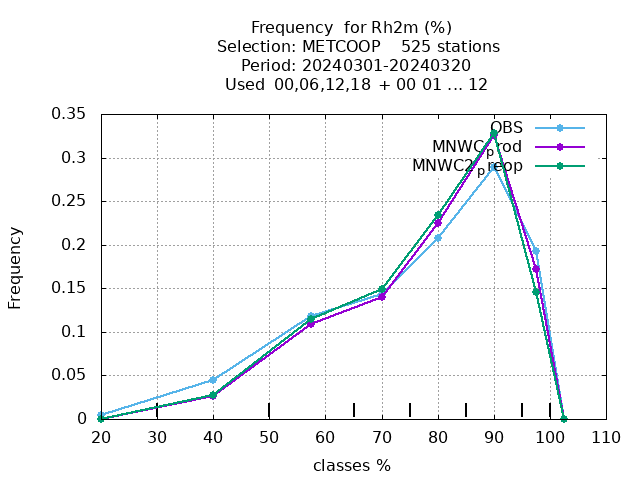 Frequency for Rh2m (%)
Selection: METCOOP 525 stations
Period: 20240301-20240320
Used 00,06,12,18 + 00 01 ... 12
0.35
0.3
0.25
0.2
0.15
0.1
0.05
0
Frequency
OBS
MNWC_prod
MNWC2_preop
20 30 40 50 60 70 80 90 100 110
classes %